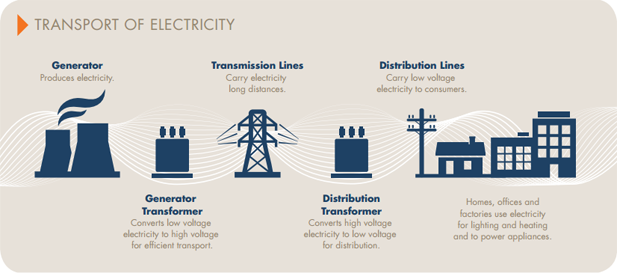 TRANSPORT OF ELECTRICITY
Generator
Produces electricity.
Transmission Lines
Carry electricity
long distances.
Distribution Lines
Carry low voltage
electricity to consumers.
Generator
Transformer
Converts low voltage
electricity to high voltage
for efficient transport.
Distribution
Transformer
Converts high voltage
electricity to low voltage
for distribution.
Homes, offices and
factories use electricity
for lighting and heating
and to power appliances.